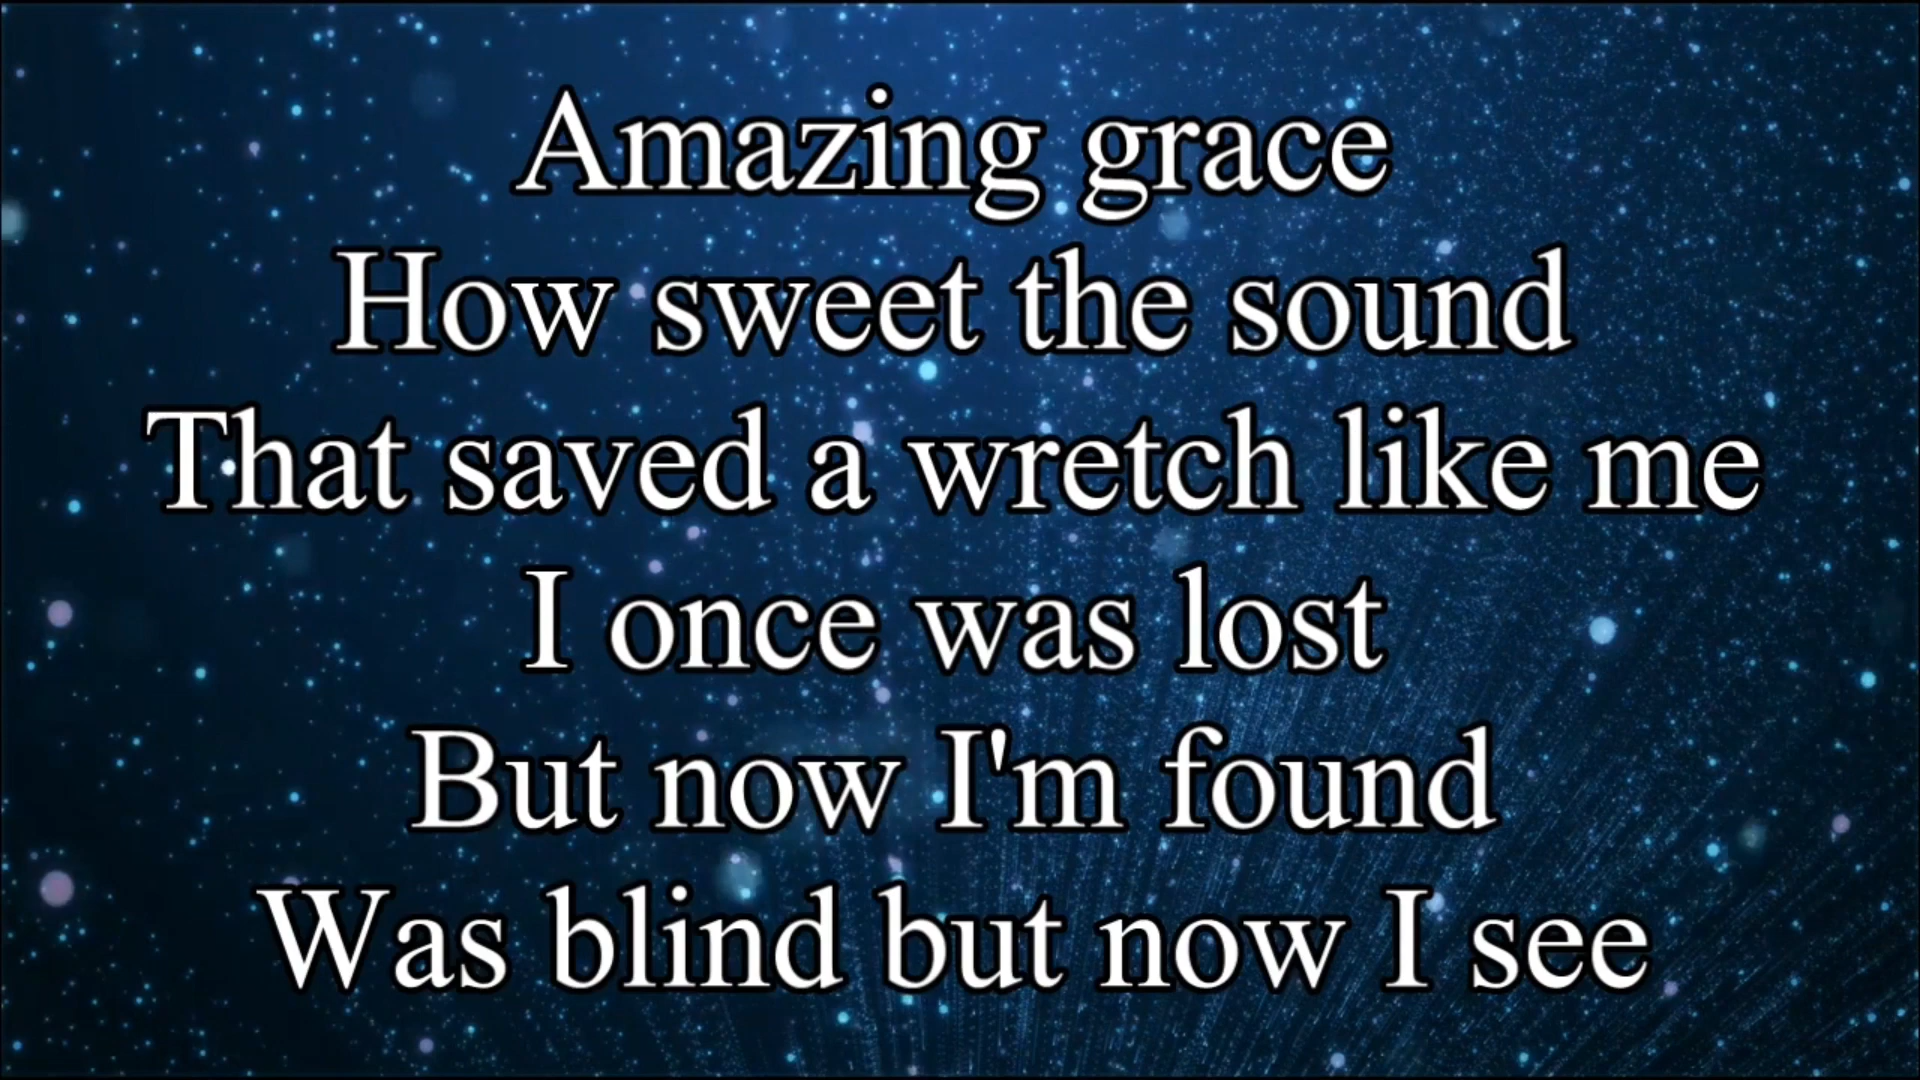 Amazing grace
How sweet the sound
That saved a wretch like me
I once was lost
But now I'm found
Was blind but now I see